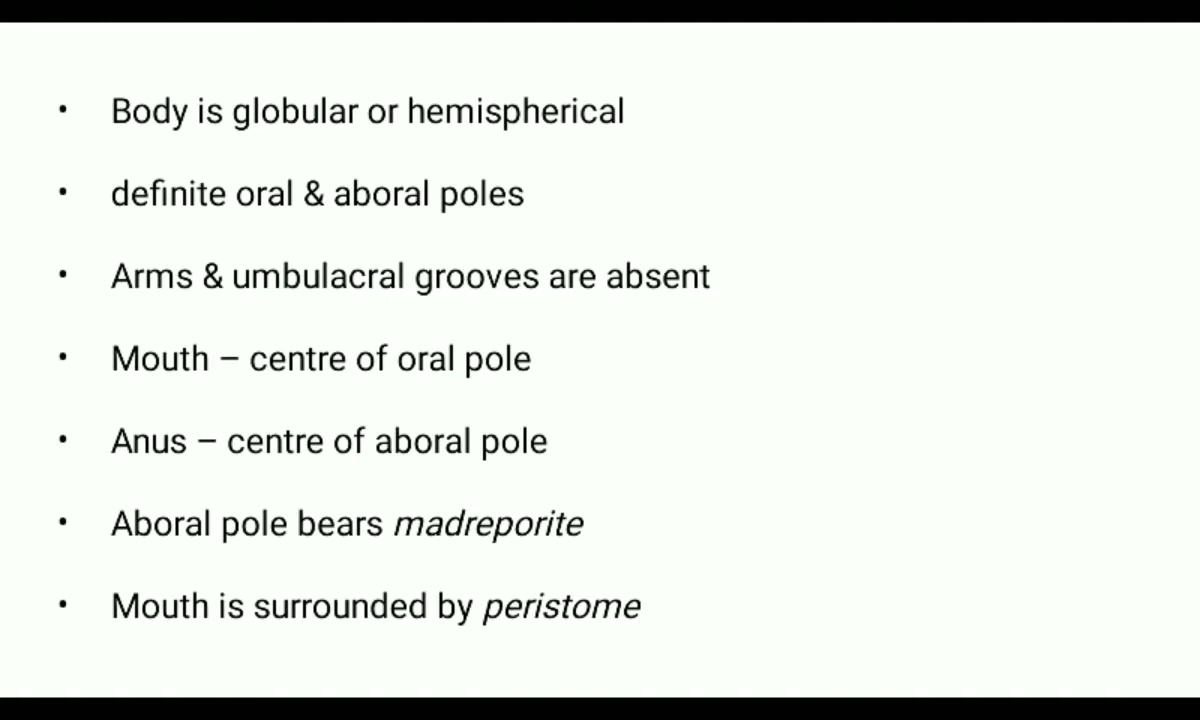 • Body is globular or hemispherical
• definite oral & aboral poles
• Arms & umbulacral grooves are absent
• Mouth – centre of oral pole
• Anus – centre of aboral pole
• Aboral pole bears madreporite
• Mouth is surrounded by peristome